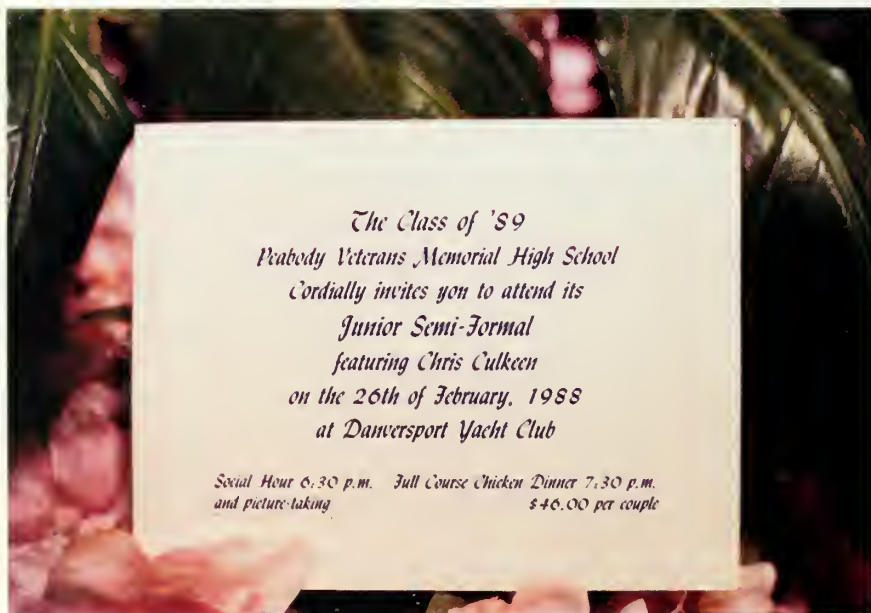 The Class of '89
Peabody Veterans Memorial High School
Cordially invites you to attend its
Junior Semi-Formal
featuring Chris Culkeen
on the 26th of February, 1988
at Danversport Yacht Club
Social Hour 6:30 p.m. Full Course Chicken Dinner 7:30 p.m.
and picture-taking $46.00 per couple